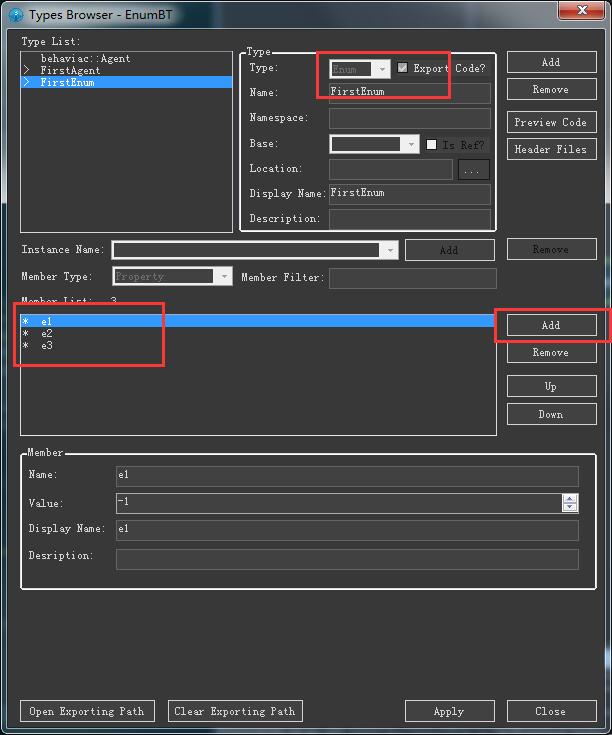 Types Browser - EnumBT
Type List:
behaviac::Agent
> FirstAgent
> FirstEnum
Type
Type: Enum Export Code?
Name: FirstEnum
Namespace:
Base: Is Ref?
Location: ...
Display Name: FirstEnum
Description:
Add
Remove
Preview Code
Header Files
Instance Name: Add Remove
Member Type: Property Member Filter:
Member List: 3
* e1
* e2
* e3
Add
Remove
Up
Down
Member
Name: e1
Value: -1
Display Name: e1
Desription:
Open Exporting Path Clear Exporting Path Apply Close